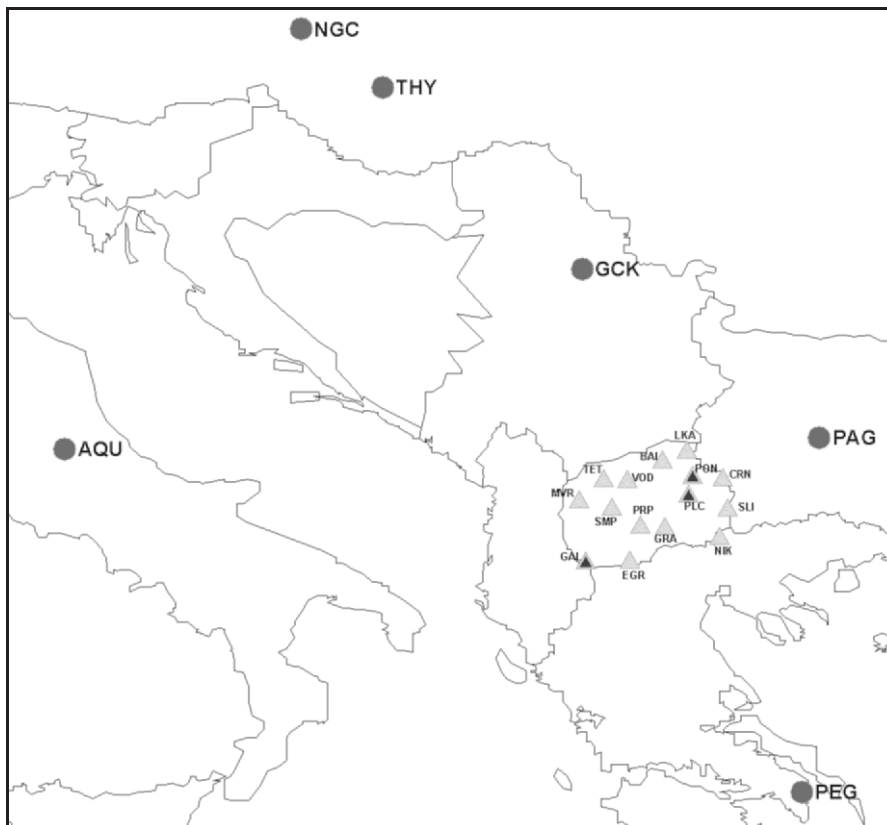 NGC
THY
GCK
AQU
PAG
LKA
BAI
TET
VOD
PON
CRN
MVR
SMP
PRP
PLC
SLI
GRA
NIK
GAL
EGR
PEG